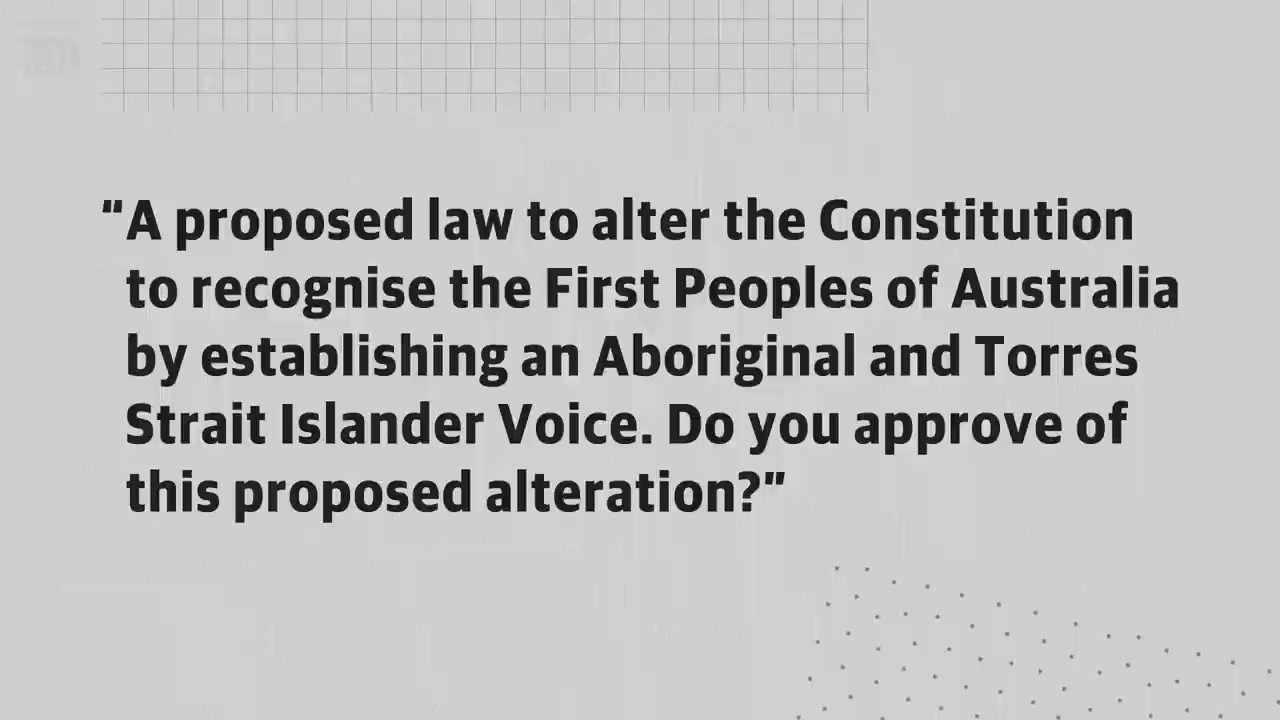 “A proposed law to alter the Constitution
to recognise the First Peoples of Australia
by establishing an Aboriginal and Torres
Strait Islander Voice. Do you approve of
this proposed alteration?”